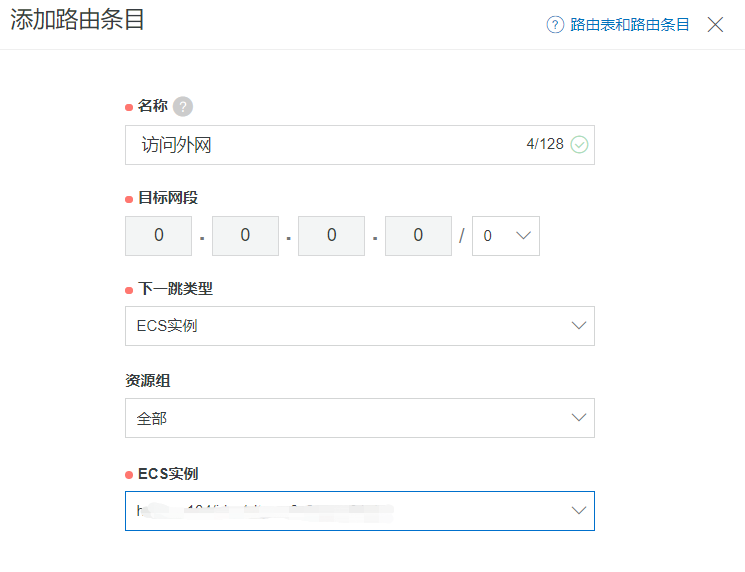 添加路由条目
? 路由表和路由条目
名称 ?
访问外网 4/128
目标网段
0 . 0 . 0 . 0 / 0
下一跳类型
ECS实例
资源组
全部
ECS实例